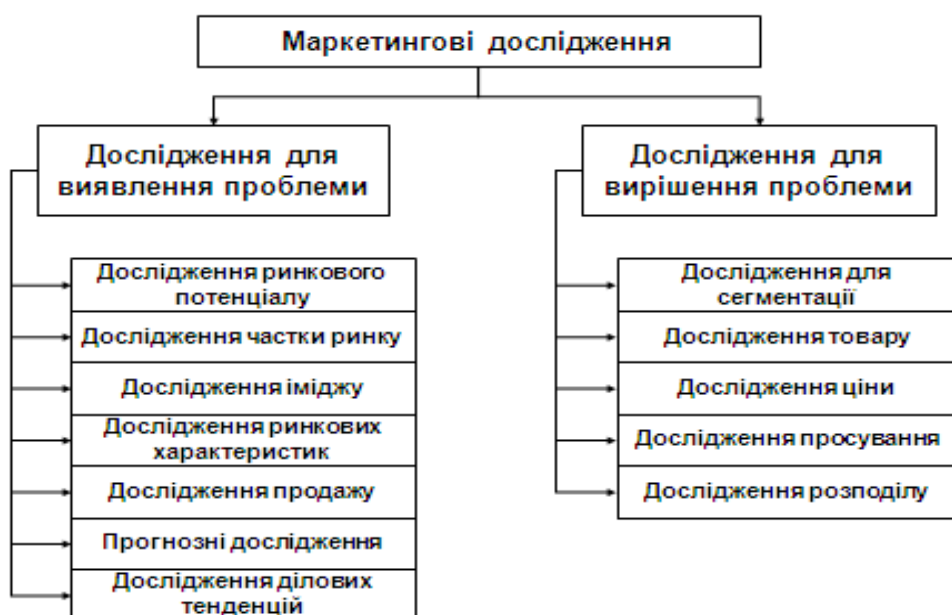 Маркетингові дослідження
Дослідження для
виявлення проблеми
Дослідження ринкового
потенціалу
Дослідження частки ринку
Дослідження іміджу
Дослідження ринкових
характеристик
Дослідження продажу
Прогнозні дослідження
Дослідження ділових
тенденцій
Дослідження для
вирішення проблеми
Дослідження для
сегментації
Дослідження товару
Дослідження ціни
Дослідження просування
Дослідження розподілу